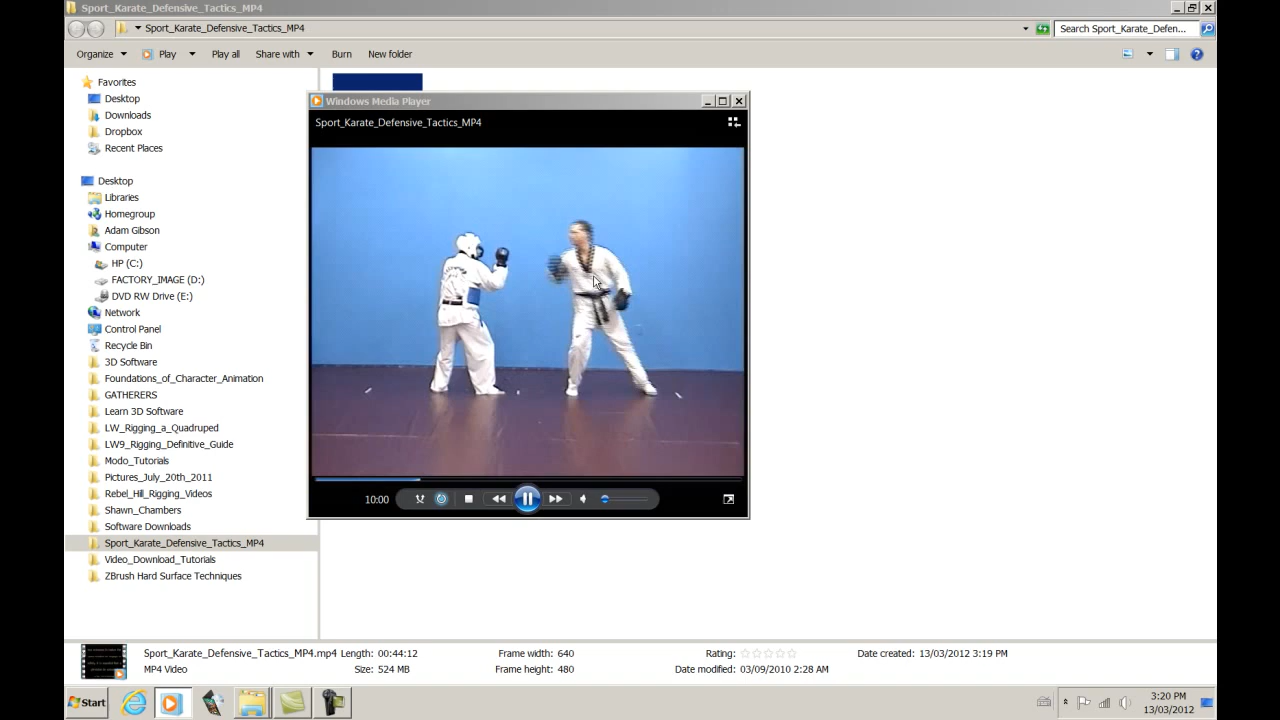 Sport_Karate_Defensive_Tactics_MP4
Sport_Karate_Defensive_Tactics_MP4
Search Sport_Karate_Defen...
Organize Play Play all Share with Burn New folder
Favorites
Desktop
Downloads
Dropbox
Recent Places
Desktop
Libraries
Homegroup
Adam Gibson
Computer
HP (C:)
FACTORY_IMAGE (D:)
DVD RW Drive (E:)
Network
Control Panel
Recycle Bin
3D Software
Foundations_of_Character_Animation
GATHERERS
Learn 3D Software
LW_Rigging_a_Quadruped
LW9_Rigging_Definitive_Guide
Modo_Tutorials
Pictures_July_20th_2011
Rebel_Hill_Rigging_Videos
Shawn_Chambers
Software Downloads
Sport_Karate_Defensive_Tactics_MP4
Video_Download_Tutorials
ZBrush Hard Surface Techniques
Windows Media Player
Sport_Karate_Defensive_Tactics_MP4
10:00
Sport_Karate_Defensive_Tactics_MP4.mp4 Length: 00:44:12 Frame width: 640 Rating: Date created: 13/03/2012 3:19 PM
MP4 Video Size: 524 MB Frame height: 480 Date modified: 03/09/2010 2:28 AM
Start
3:20 PM
13/03/2012